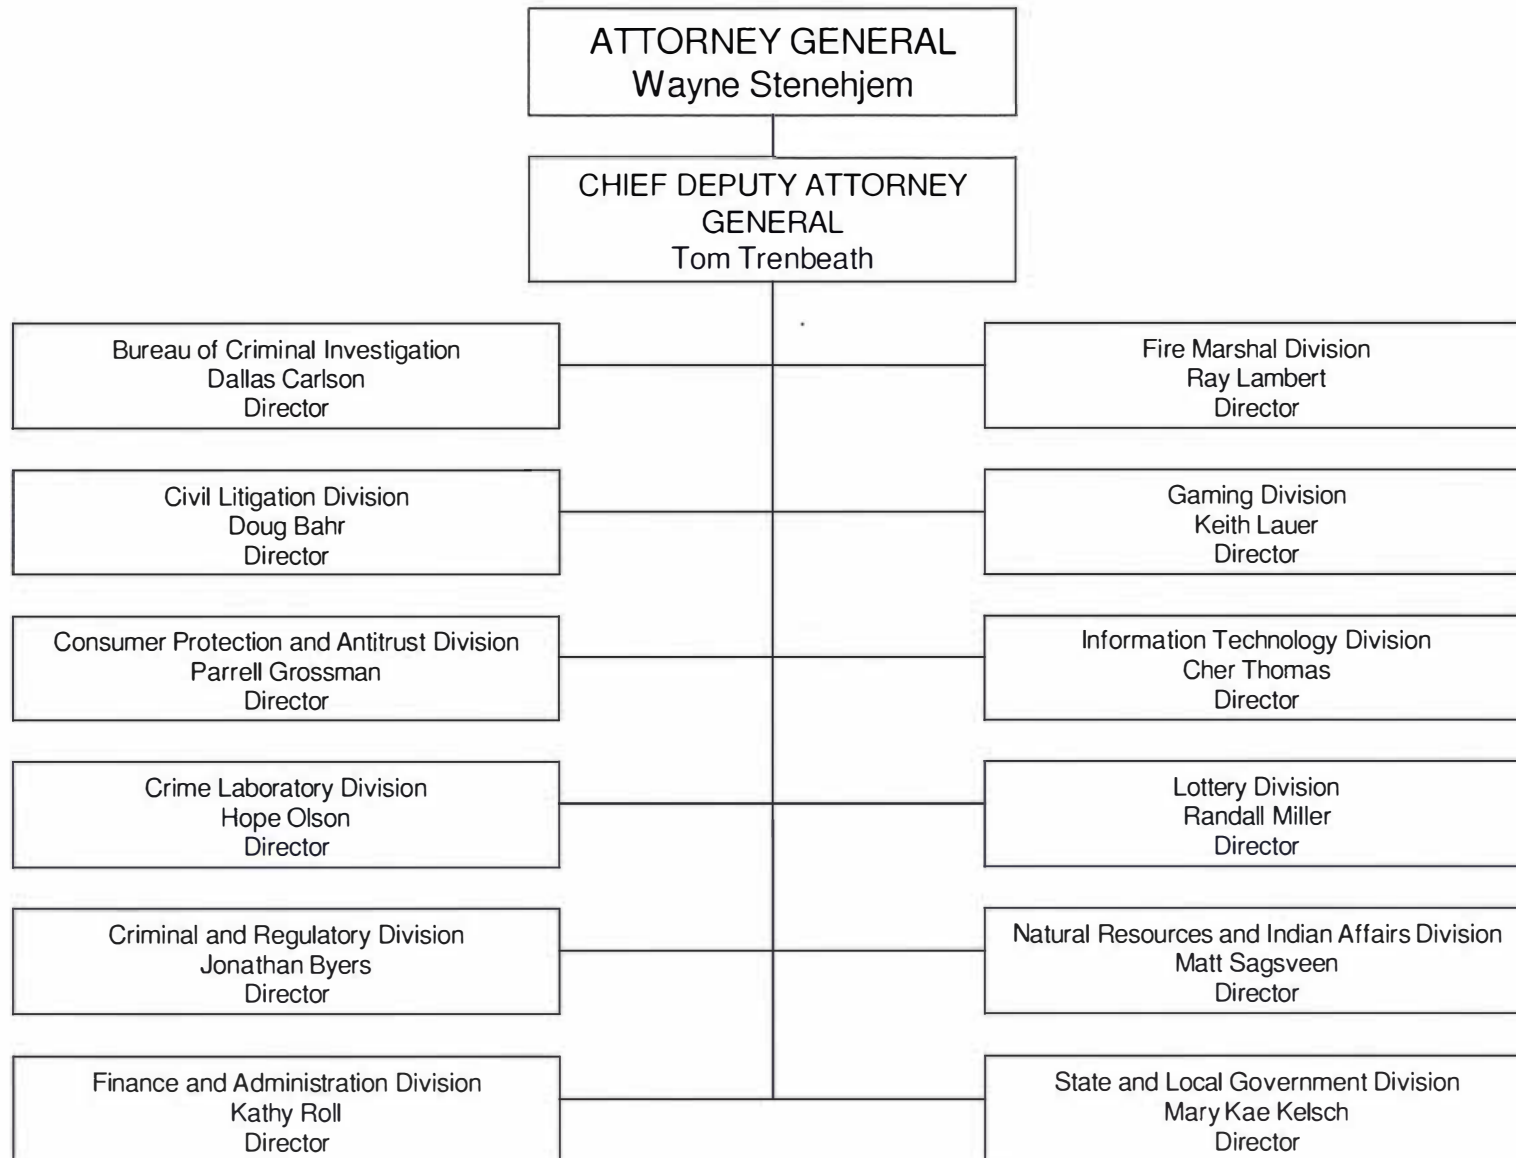 ATTORNEY GENERAL
Wayne Stenehjem
CHIEF DEPUTY ATTORNEY
GENERAL
Tom Trenbeath
Bureau of Criminal Investigation
Dallas Carlson
Director
Fire Marshal Division
Ray Lambert
Director
Civil Litigation Division
Doug Bahr
Director
Gaming Division
Keith Lauer
Director
Consumer Protection and Antitrust Division
Parrell Grossman
Director
Information Technology Division
Cher Thomas
Director
Crime Laboratory Division
Hope Olson
Director
Lottery Division
Randall Miller
Director
Criminal and Regulatory Division
Jonathan Byers
Director
Natural Resources and Indian Affairs Division
Matt Sagsveen
Director
Finance and Administration Division
Kathy Roll
Director
State and Local Government Division
Mary Kae Kelsch
Director